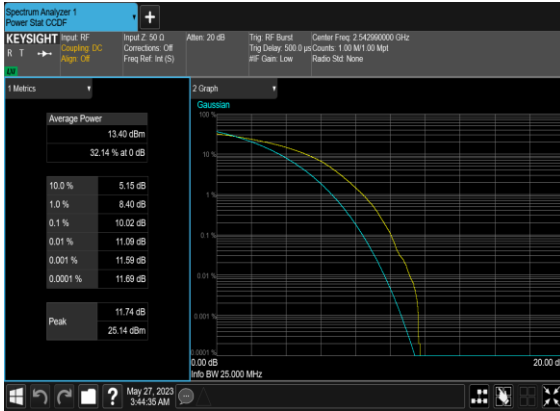 Spectrum Analyzer 1
Power Stat CCDF
KEYSIGHT
R T
Input: RF
Coupling: DC
Align: Off
Input Z: 50 Ω
Corrections: Off
Freq Ref: Int (S)
Atten: 20 dB
Trig: RF Burst
Trig Delay: 500.0 µs
#IF Gain: Low
Center Freq: 2.542990000 GHz
Counts: 1.00 M/1.00 Mpt
Radio Std: None
1 Metrics
Average Power
13.40 dBm
32.14 % at 0 dB
10.0 % 5.15 dB
1.0 % 8.40 dB
0.1 % 10.02 dB
0.01 % 11.09 dB
0.001 % 11.59 dB
0.0001 % 11.69 dB
Peak
11.74 dB
25.14 dBm
2 Graph
Gaussian
100 %
10 %
1 %
0.1 %
0.01 %
0.001 %
0.0001 %
0.00 dB
20.00 d
Info BW 25.000 MHz
?
May 27, 2023
3:44:35 AM